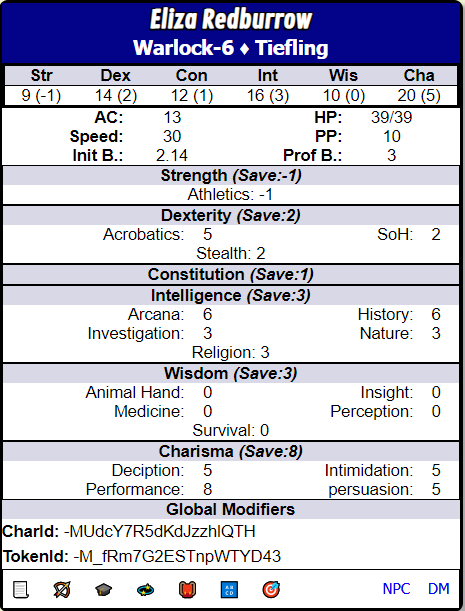 Eliza Redburrow
Warlock-6 ♦ Tiefling
Str Dex Con Int Wis Cha
9 (-1) 14 (2) 12 (1) 16 (3) 10 (0) 20 (5)
AC: 13 HP: 39/39
Speed: 30 PP: 10
Init B.: 2.14 Prof B.: 3
Strength (Save:-1)
Athletics: -1
Dexterity (Save:2)
Acrobatics: 5 SoH: 2
Stealth: 2
Constitution (Save:1)
Intelligence (Save:3)
Arcana: 6 History: 6
Investigation: 3 Nature: 3
Religion: 3
Wisdom (Save:3)
Animal Hand: 0 Insight: 0
Medicine: 0 Perception: 0
Survival: 0
Charisma (Save:8)
Deciption: 5 Intimidation: 5
Performance: 8 persuasion: 5
Global Modifiers
CharId: -MUdcY7R5dKdJzzhlQTH
TokenId: -M_fRm7G2ESTnpWTYD43
AB
CD
NPC DM